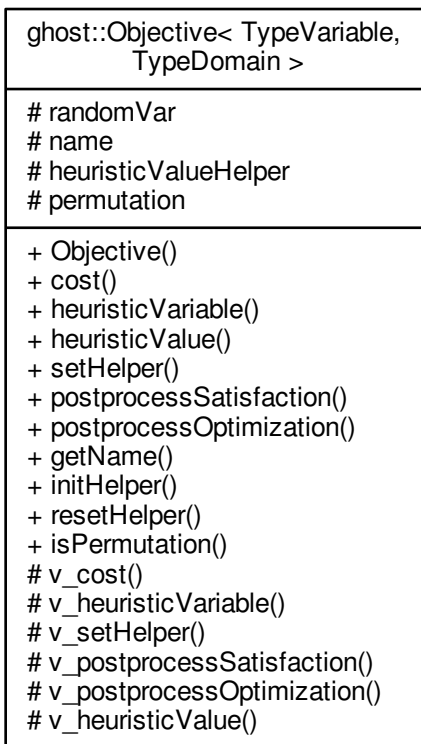 ghost::Objective< TypeVariable,
TypeDomain >
# randomVar
# name
# heuristicValueHelper
# permutation
+ Objective()
+ cost()
+ heuristicVariable()
+ heuristicValue()
+ setHelper()
+ postprocessSatisfaction()
+ postprocessOptimization()
+ getName()
+ initHelper()
+ resetHelper()
+ isPermutation()
# v_cost()
# v_heuristicVariable()
# v_setHelper()
# v_postprocessSatisfaction()
# v_postprocessOptimization()
# v_heuristicValue()